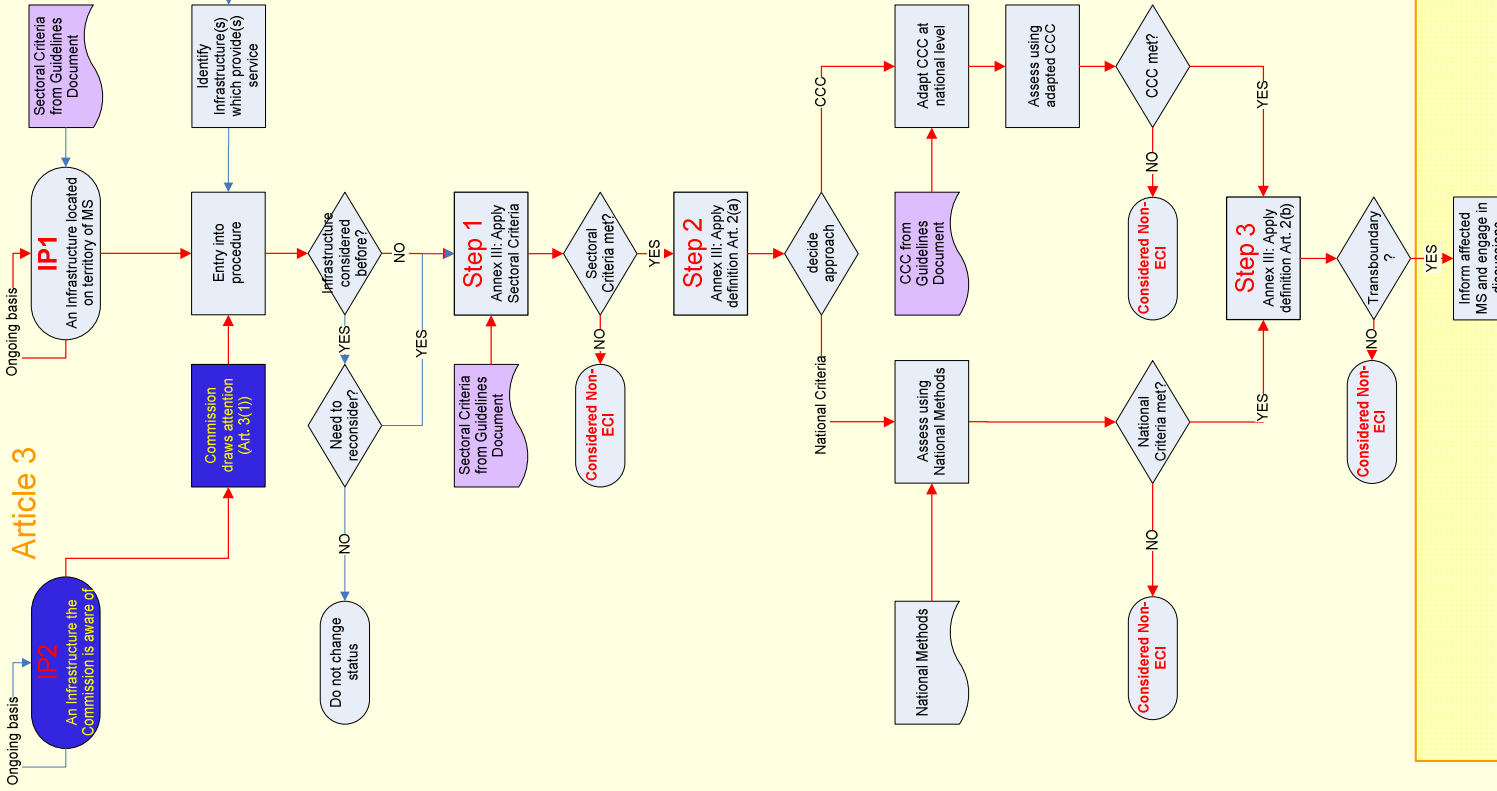 Article 3
Ongoing basis
IP2
An Infrastructure the
Commission is aware of
Ongoing basis
IP1
An Infrastructure located
on territory of MS
Sectoral Criteria
from Guidelines
Document
Commission
draws attention
(Art. 3(1))
Entry into
procedure
Identify
Infrastructure(s)
which provide(s)
service
Do not change
status
NO
Need to
reconsider?
YES
Infrastructure
considered
before?
NO
YES
Sectoral Criteria
from Guidelines
Document
Step 1
Annex III: Apply
Sectoral Criteria
Considered Non-
ECI
NO
Sectoral
Criteria met?
YES
Step 2
Annex III: Apply
definition Art. 2(a)
National Criteria
decide
approach
CCC
National Methods
Assess using
National Methods
CCC from
Guidelines
Document
Adapt CCC at
national level
Assess using
adapted CCC
Considered Non-
ECI
NO
National
Criteria met?
YES
Considered Non-
ECI
NO
CCC met?
YES
Step 3
Annex III: Apply
definition Art. 2(b)
Considered Non-
ECI
NO
Transboundary
?
YES
Inform affected
MS and engage in